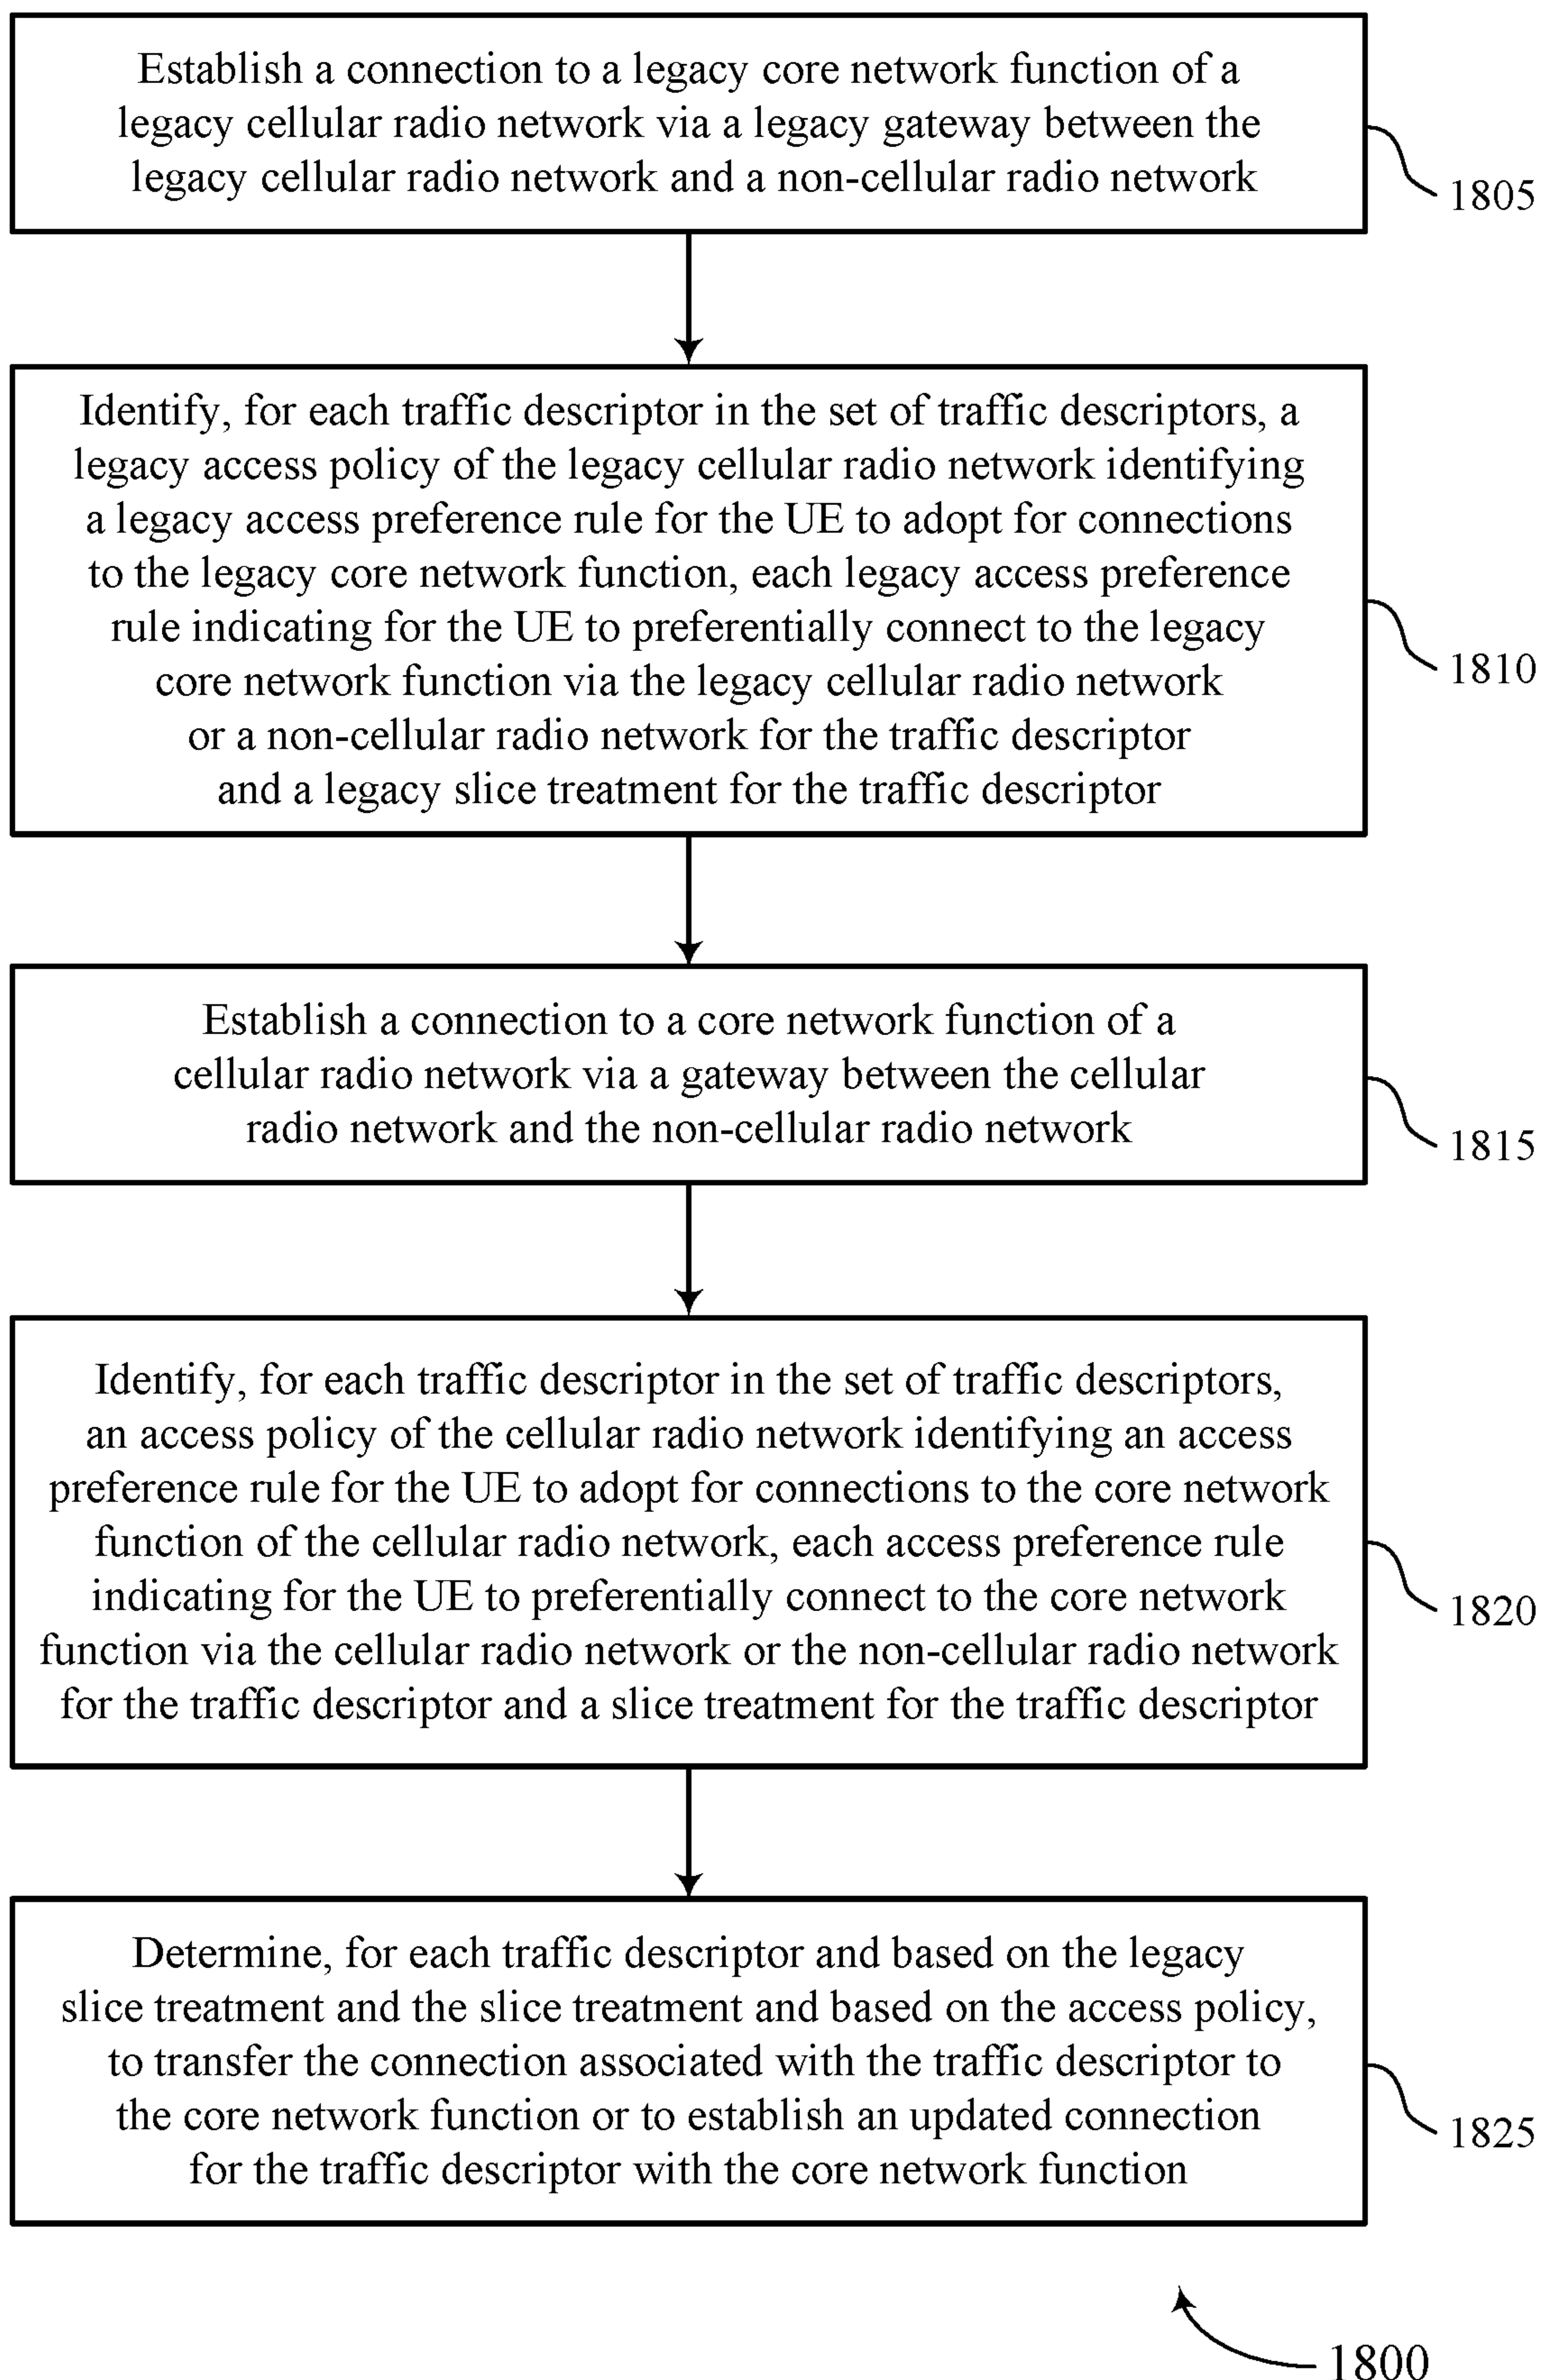 Establish a connection to a legacy core network function of a
legacy cellular radio network via a legacy gateway between the
legacy cellular radio network and a non-cellular radio network
1805
Identify, for each traffic descriptor in the set of traffic descriptors, a
legacy access policy of the legacy cellular radio network identifying
a legacy access preference rule for the UE to adopt for connections
to the legacy core network function, each legacy access preference
rule indicating for the UE to preferentially connect to the legacy
core network function via the legacy cellular radio network
or a non-cellular radio network for the traffic descriptor
and a legacy slice treatment for the traffic descriptor
1810
Establish a connection to a core network function of a
cellular radio network via a gateway between the cellular
radio network and the non-cellular radio network
1815
Identify, for each traffic descriptor in the set of traffic descriptors,
an access policy of the cellular radio network identifying an access
preference rule for the UE to adopt for connections to the core network
function of the cellular radio network, each access preference rule
indicating for the UE to preferentially connect to the core network
function via the cellular radio network or the non-cellular radio network
for the traffic descriptor and a slice treatment for the traffic descriptor
1820
Determine, for each traffic descriptor and based on the legacy
slice treatment and the slice treatment and based on the access policy,
to transfer the connection associated with the traffic descriptor to
the core network function or to establish an updated connection
for the traffic descriptor with the core network function
1825
1800